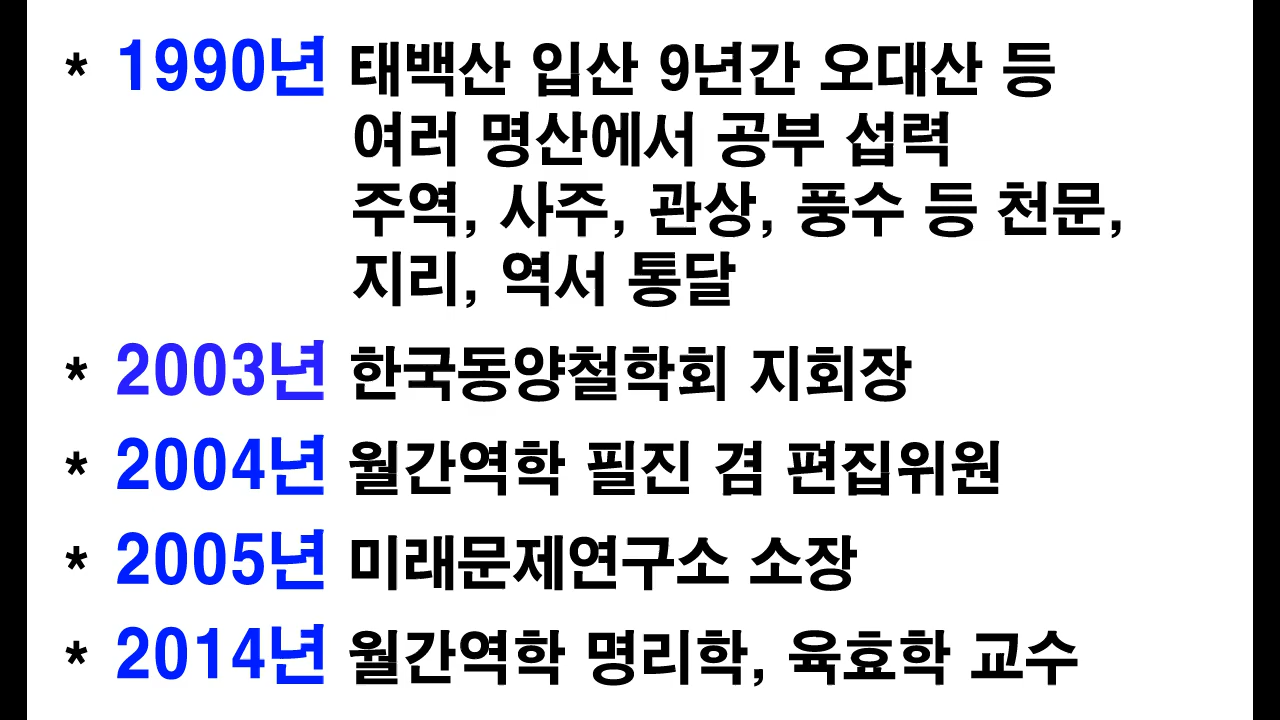 * 1990년 태백산 입산 9년간 오대산 등
여러 명산에서 공부 섭력
주역, 사주, 관상, 풍수 등 천문,
지리, 역서 통달
* 2003년 한국동양철학회 지회장
* 2004년 월간역학 필진 겸 편집위원
* 2005년 미래문제연구소 소장
* 2014년 월간역학 명리학, 육효학 교수